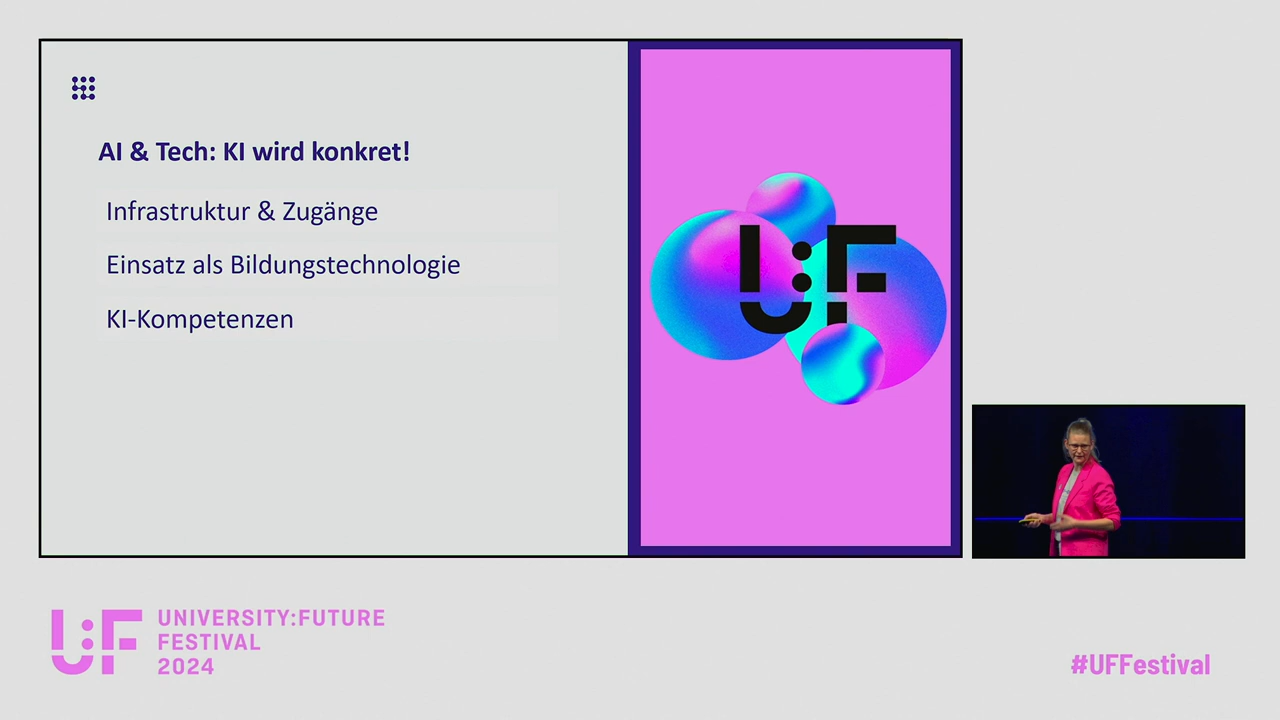 AI & Tech: KI wird konkret!
Infrastruktur & Zugänge
Einsatz als Bildungstechnologie
KI-Kompetenzen
U:F
U:F
UNIVERSITY:FUTURE
FESTIVAL
2024
#UFFestival